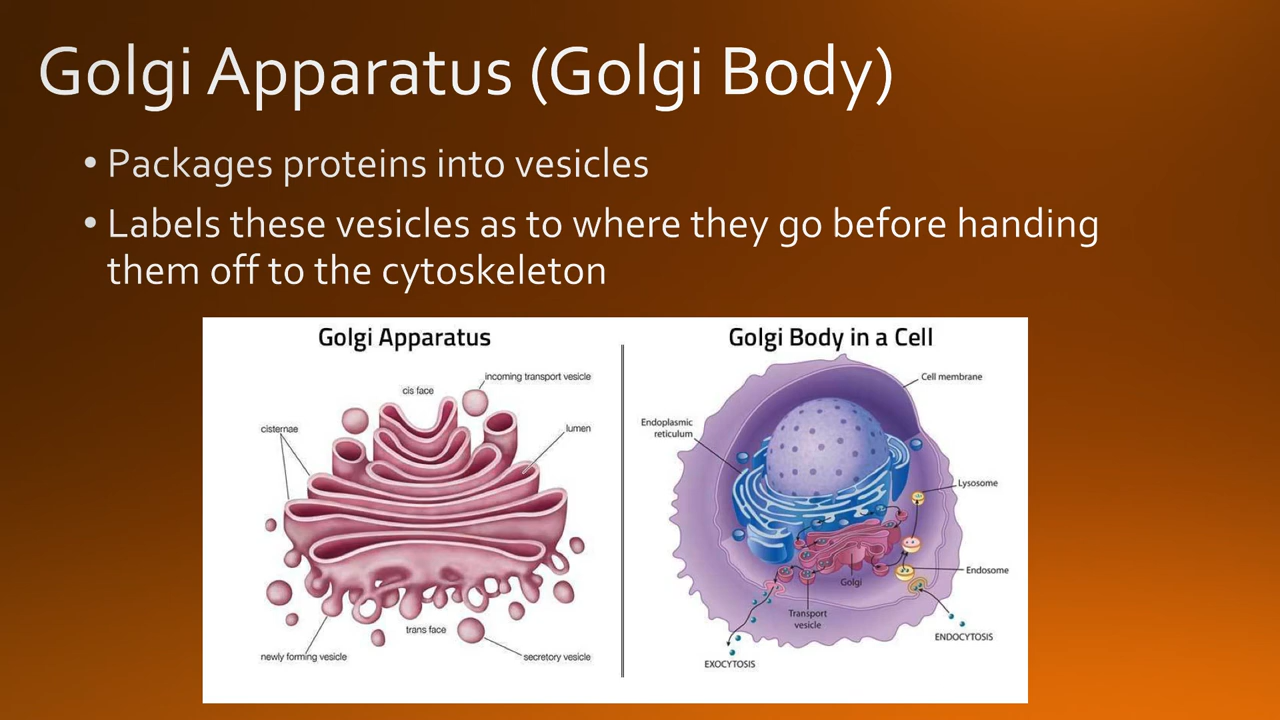 Golgi Apparatus (Golgi Body)
• Packages proteins into vesicles
• Labels these vesicles as to where they go before handing
them off to the cytoskeleton
Golgi Apparatus
incoming transport vesicle
cis face
cisternae
lumen
trans face
newly forming vesicle
secretory vesicle
Golgi Body in a Cell
Cell membrane
Endoplasmic
reticulum
Lysosome
Endosome
Golgi
Transport
vesicle
ENDOCYTOSIS
EXOCYTOSIS